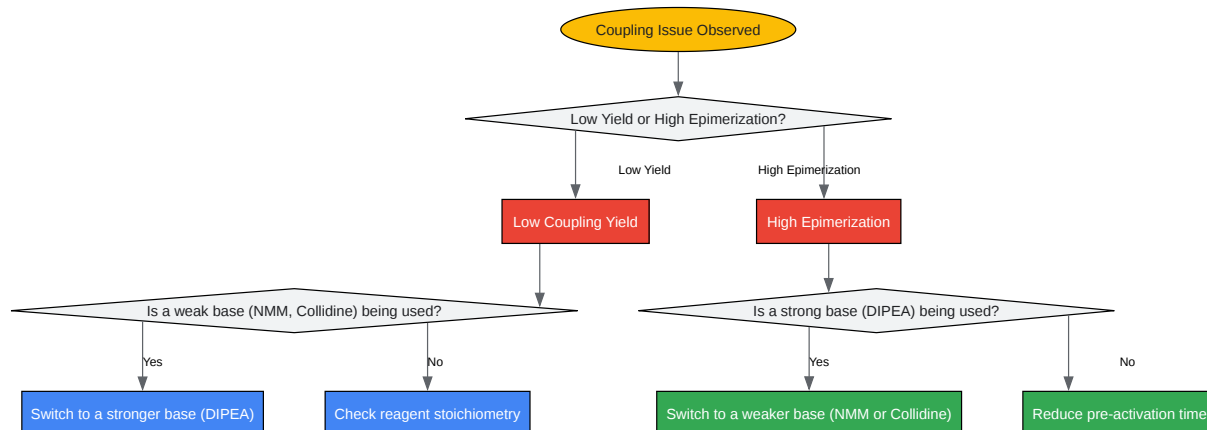 Coupling Issue Observed
Low Yield or High Epimerization?
Low Yield
High Epimerization
Low Coupling Yield
High Epimerization
Is a weak base (NMM, Collidine) being used?
Is a strong base (DIPEA) being used?
Yes
No
Yes
No
Switch to a stronger base (DIPEA)
Check reagent stoichiometry
Switch to a weaker base (NMM or Collidine)
Reduce pre-activation time